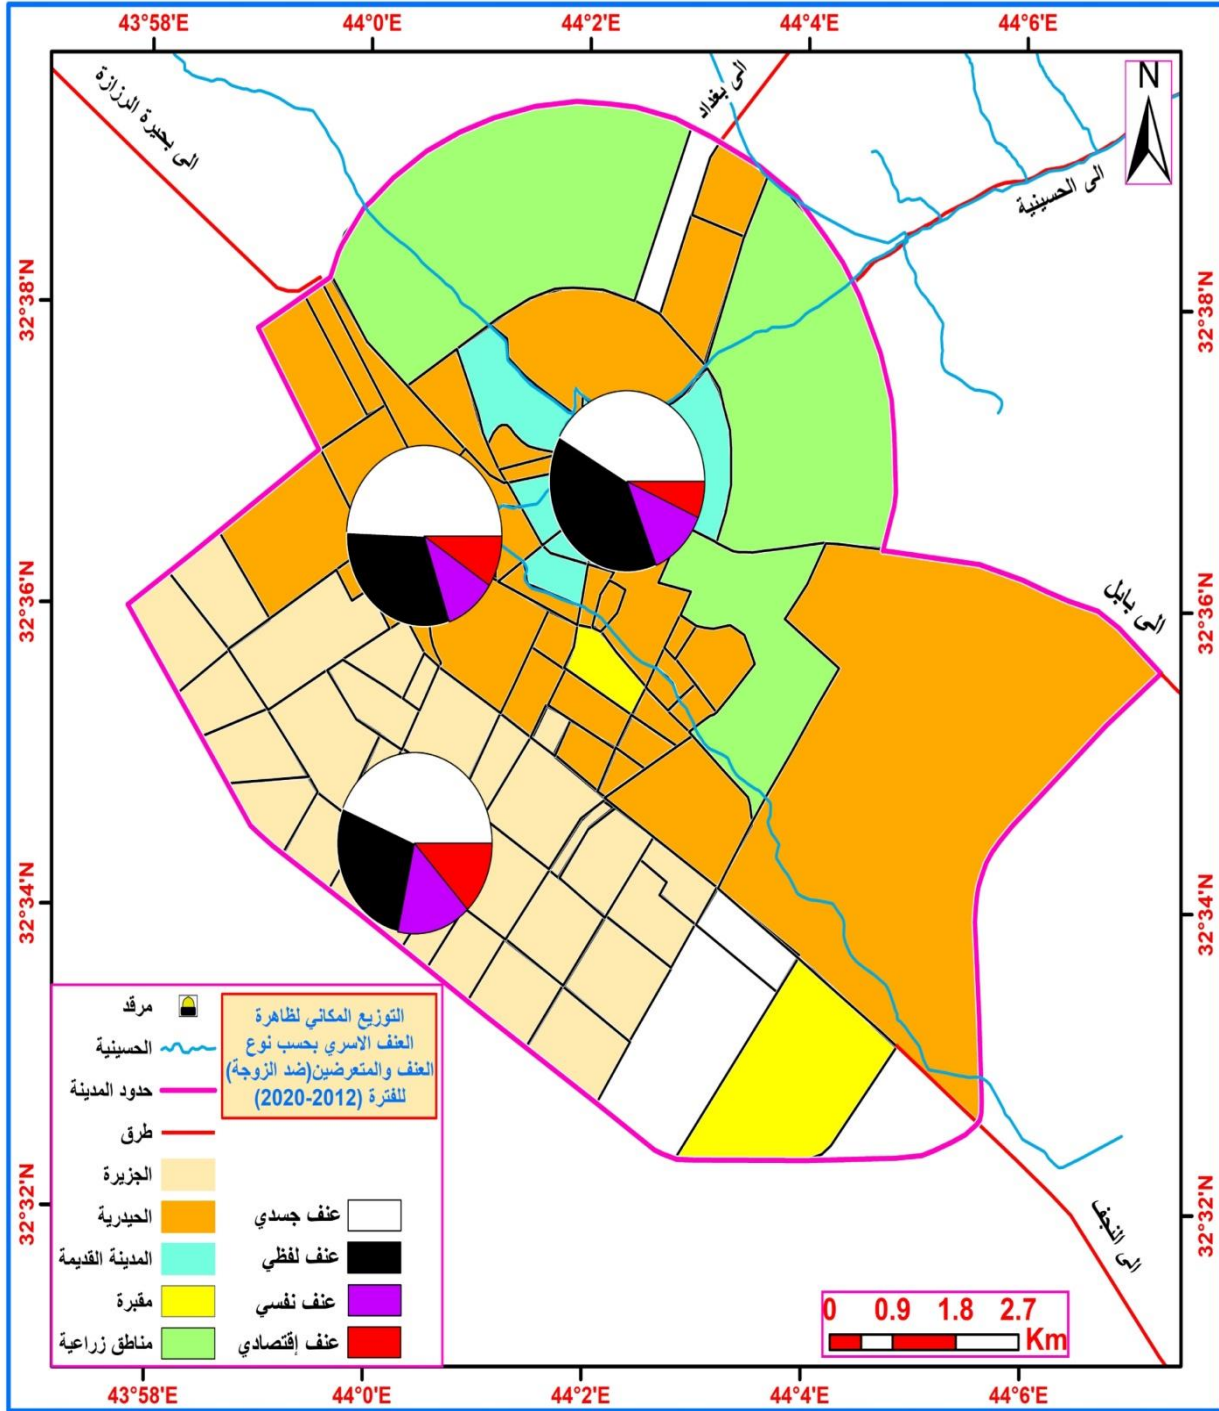 43°58'E
44°0'E
44°2'E
44°4'E
44°6'E
N
الى بحيرة الرزازة
الى بغداد
الى الحسينية
32°38'N
32°38'N
32°36'N
32°36'N
الى بابل
32°34'N
32°34'N
32°32'N
32°32'N
الى النجف
التوزيع المكاني لظاهرة
العنف الاسري بحسب نوع
العنف والمتعرضين(ضد الزوجة)
للفترة (2012-2020)
مرقد
الحسينية
حدود المدينة
طرق
الجزيرة
الحيدرية
المدينة القديمة
مقبرة
مناطق زراعية
عنف جسدي
عنف لفظي
عنف نفسي
عنف إقتصادي
0 0.9 1.8 2.7
Km
43°58'E
44°0'E
44°2'E
44°4'E
44°6'E